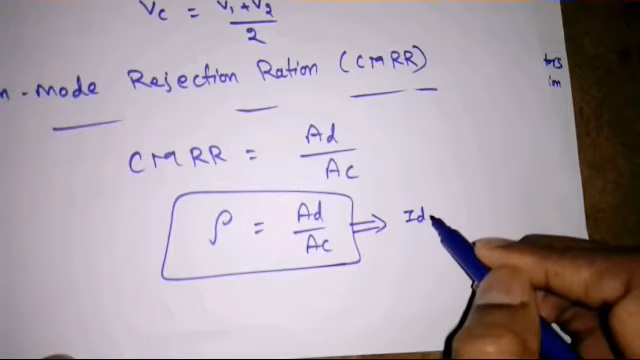 Vc = V1 + V2 / 2
n - mode Rejection Ration (CMRR)
CMRR = Ad / Ac
ρ = Ad / Ac ⇒ Id